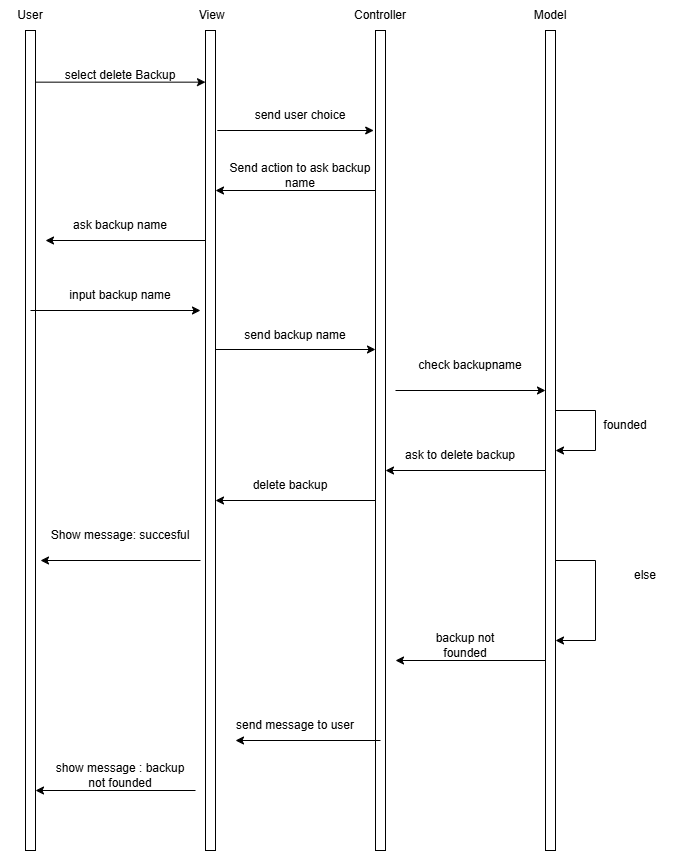 User
View
Controller
Model
select delete Backup
send user choice
Send action to ask backup
name
ask backup name
input backup name
send backup name
check backupname
founded
ask to delete backup
delete backup
Show message: succesful
else
backup not
founded
send message to user
show message : backup
not founded